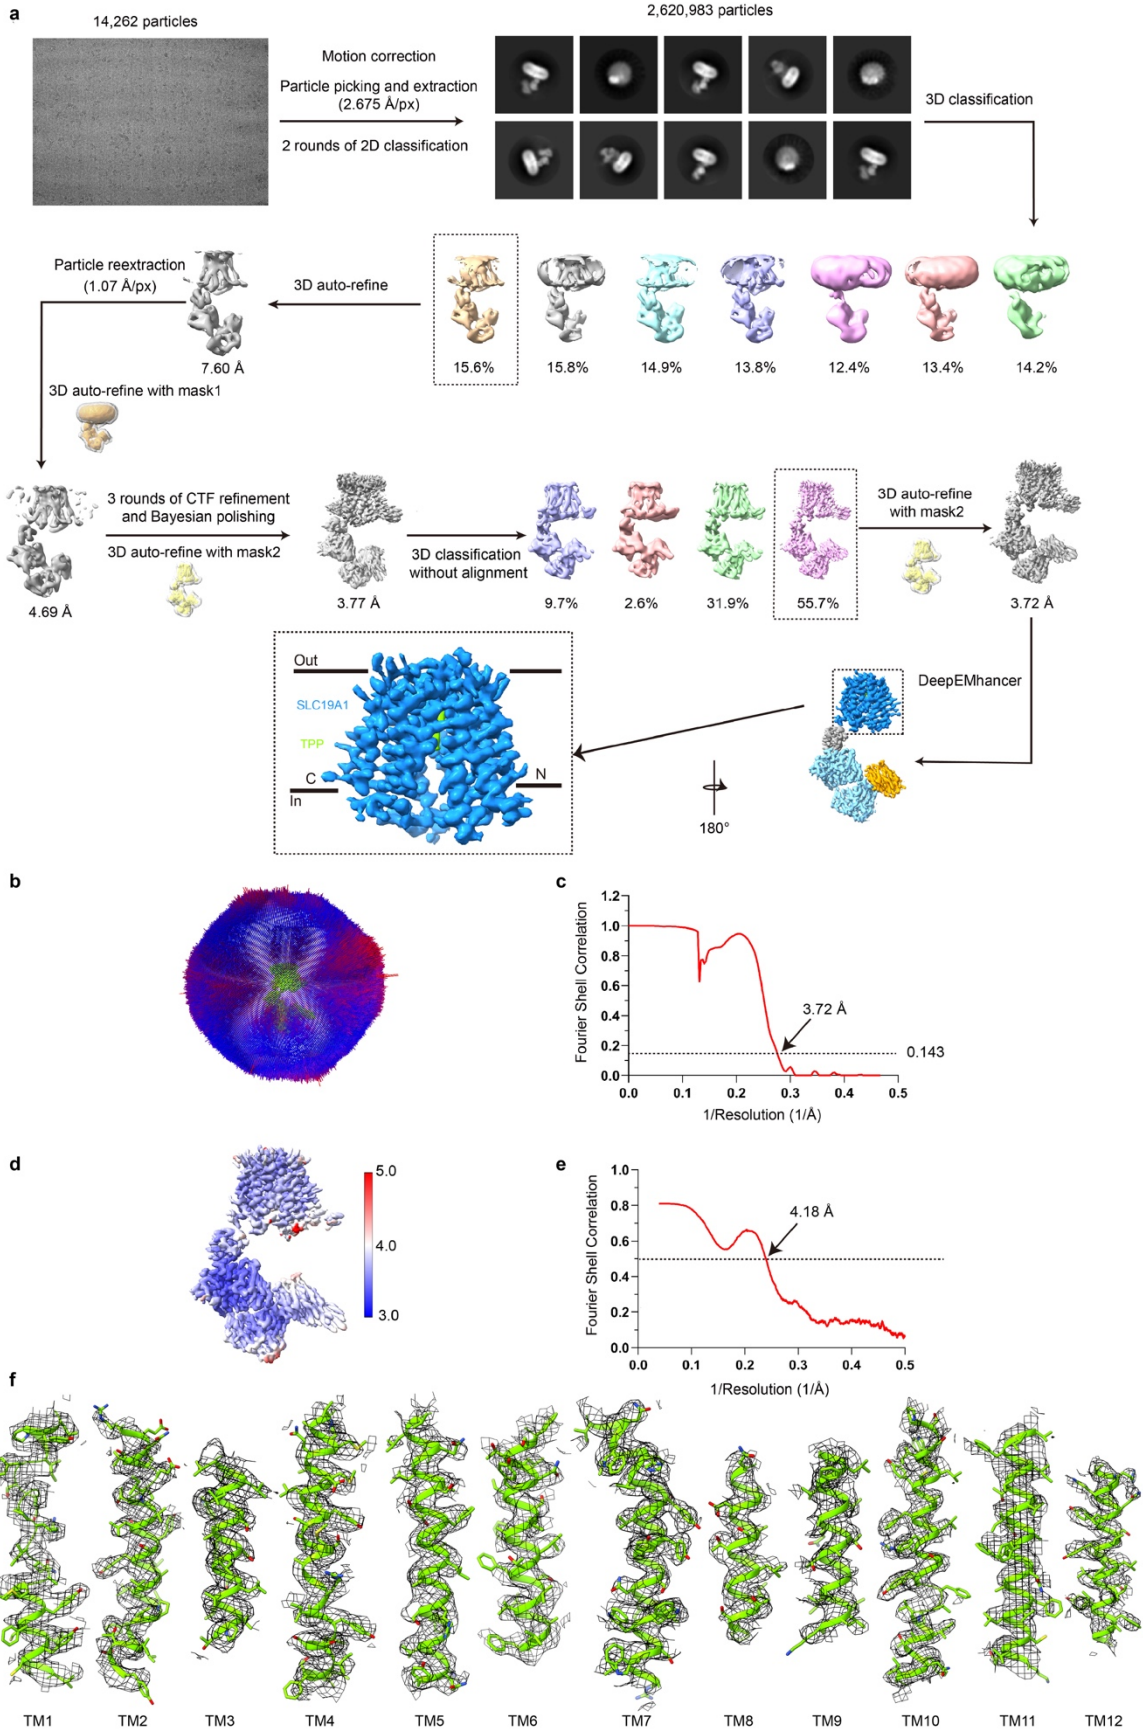 a
14,262 particles
2,620,983 particles
Motion correction
Particle picking and extraction
(2.675 Å/px)
2 rounds of 2D classification
3D classification
Particle reextraction
(1.07 Å/px)
3D auto-refine
7.60 Å
15.6%
15.8%
14.9%
13.8%
12.4%
13.4%
14.2%
3D auto-refine with mask1
3 rounds of CTF refinement
and Bayesian polishing
3D auto-refine with mask2
3D classification
without alignment
3D auto-refine
with mask2
4.69 Å
3.77 Å
9.7%
2.6%
31.9%
55.7%
3.72 Å
Out
SLC19A1
TPP
C
N
In
DeepEMhancer
180°
b
c
1.2
1.0
0.8
0.6
0.4
0.2
0.0
Fourier Shell Correlation
3.72 Å
0.143
0.0 0.1 0.2 0.3 0.4 0.5
1/Resolution (1/Å)
d
5.0
4.0
3.0
e
1.0
0.8
0.6
0.4
0.2
0.0
Fourier Shell Correlation
4.18 Å
0.0 0.1 0.2 0.3 0.4 0.5
1/Resolution (1/Å)
f
TM1 TM2 TM3 TM4 TM5 TM6 TM7 TM8 TM9 TM10 TM11 TM12